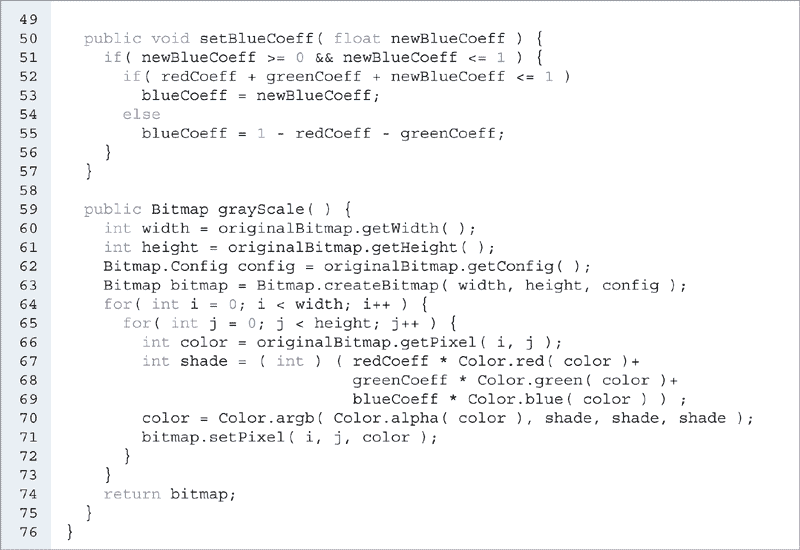 49
50 public void setBlueCoeff( float newBlueCoeff ) {
51 if( newBlueCoeff >= 0 && newBlueCoeff <= 1 ) {
52 if( redCoeff + greenCoeff + newBlueCoeff <= 1 )
53 blueCoeff = newBlueCoeff;
54 else
55 blueCoeff = 1 - redCoeff - greenCoeff;
56 }
57 }
58
59 public Bitmap grayScale( ) {
60 int width = originalBitmap.getWidth( );
61 int height = originalBitmap.getHeight( );
62 Bitmap.Config config = originalBitmap.getConfig( );
63 Bitmap bitmap = Bitmap.createBitmap( width, height, config );
64 for( int i = 0; i < width; i++ ) {
65 for( int j = 0; j < height; j++ ) {
66 int color = originalBitmap.getPixel( i, j );
67 int shade = ( int ) ( redCoeff * Color.red( color )+
68 greenCoeff * Color.green( color )+
69 blueCoeff * Color.blue( color ) ) ;
70 color = Color.argb( Color.alpha( color ), shade, shade, shade );
71 bitmap.setPixel( i, j, color );
72 }
73 }
74 return bitmap;
75 }
76 }